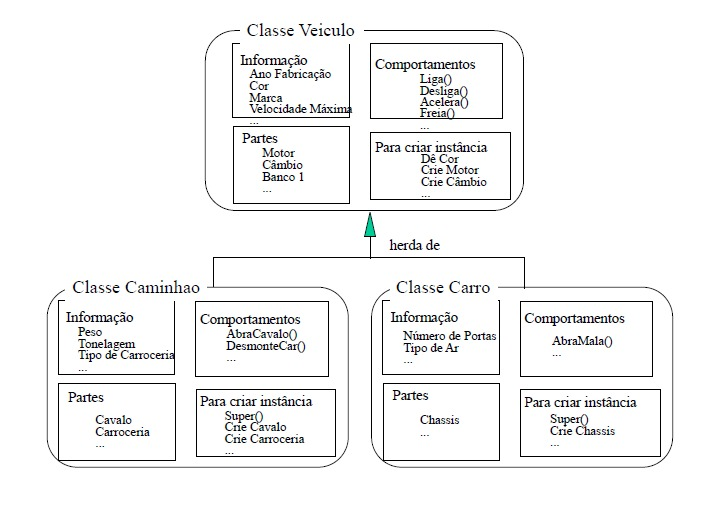 Classe Veiculo
Informação
Ano Fabricação
Cor
Marca
Velocidade Máxima
...
Comportamentos
Liga()
Desliga()
Acelera()
Freia()
...
Partes
Motor
Câmbio
Banco 1
...
Para criar instância
Dê Cor
Crie Motor
Crie Câmbio
...
herda de
Classe Caminhao
Informação
Peso
Tonelagem
Tipo de Carroceria
...
Comportamentos
AbraCavalo()
DesmonteCar()
...
Partes
Cavalo
Carroceria
...
Para criar instância
Super()
Crie Cavalo
Crie Carroceria
...
Classe Carro
Informação
Número de Portas
Tipo de Ar
...
Comportamentos
AbraMala()
...
Partes
Chassis
...
Para criar instância
Super()
Crie Chassis
...